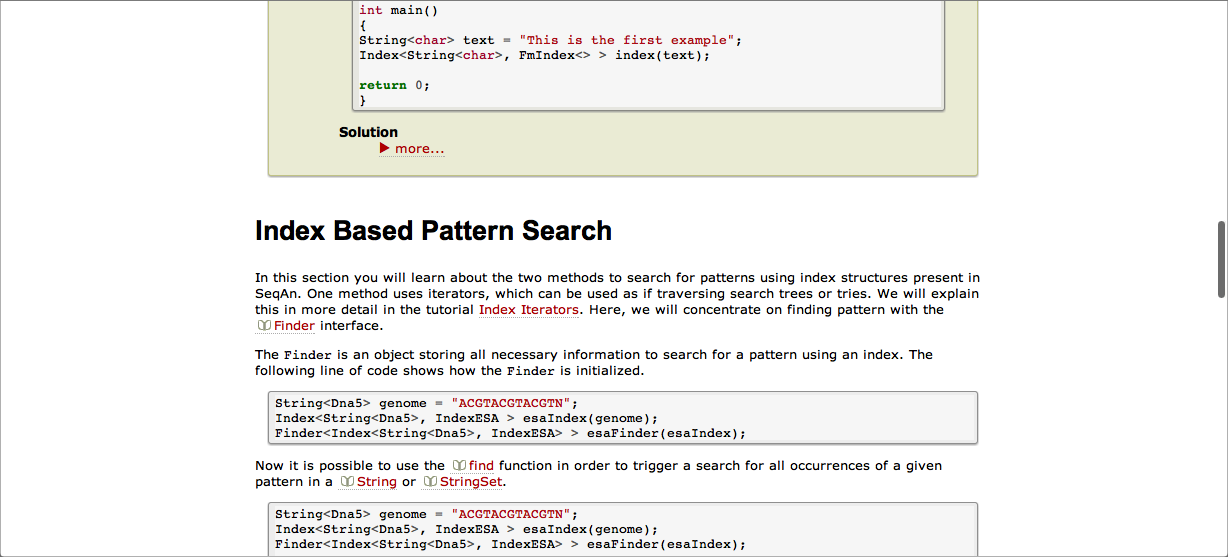 int main()
{
String<char> text = "This is the first example";
Index<String<char>, FmIndex<> > index(text);
return 0;
}
Solution
more...
Index Based Pattern Search
In this section you will learn about the two methods to search for patterns using index structures present in
SeqAn. One method uses iterators, which can be used as if traversing search trees or tries. We will explain
this in more detail in the tutorial Index Iterators. Here, we will concentrate on finding pattern with the
Finder interface.
The Finder is an object storing all necessary information to search for a pattern using an index. The
following line of code shows how the Finder is initialized.
String<Dna5> genome = "ACGTACGTACGTN";
Index<String<Dna5>, IndexESA > esaIndex(genome);
Finder<Index<String<Dna5>, IndexESA> > esaFinder(esaIndex);
Now it is possible to use the find function in order to trigger a search for all occurrences of a given
pattern in a String or StringSet.
String<Dna5> genome = "ACGTACGTACGTN";
Index<String<Dna5>, IndexESA > esaIndex(genome);
Finder<Index<String<Dna5>, IndexESA> > esaFinder(esaIndex);